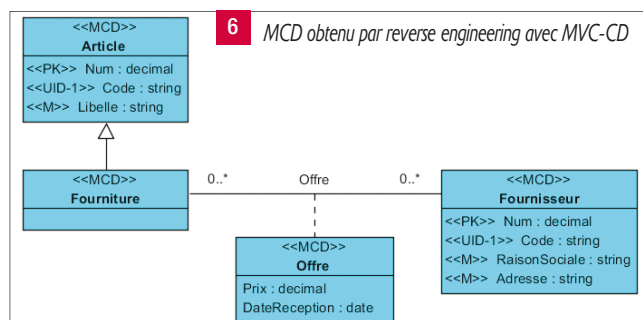 6 MCD obtenu par reverse engineering avec MVC-CD
<<MCD>>
Article
<<PK>> Num : decimal
<<UID-1>> Code : string
<<M>> Libelle : string
<<MCD>>
Fourniture
0..* Offre 0..*
<<MCD>>
Fournisseur
<<PK>> Num : decimal
<<UID-1>> Code : string
<<M>> RaisonSociale : string
<<M>> Adresse : string
<<MCD>>
Offre
Prix : decimal
DateReception : date